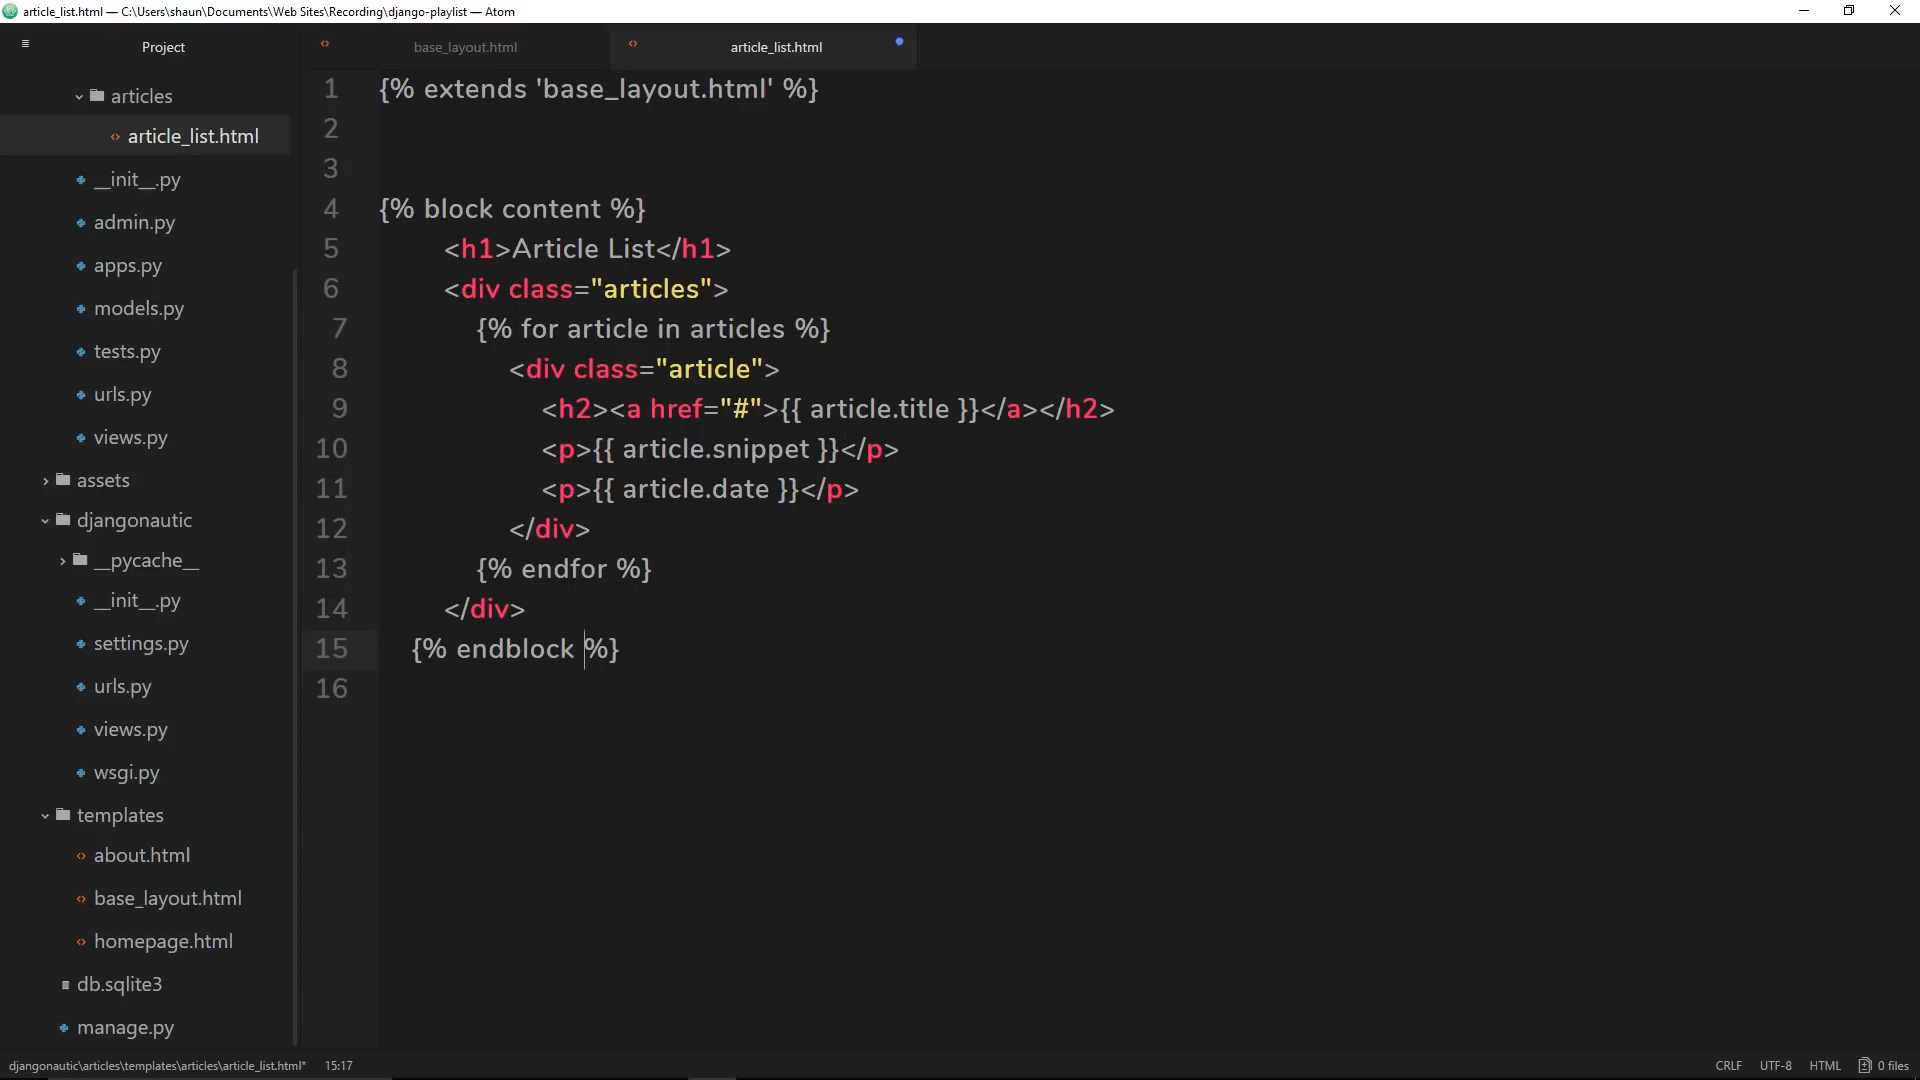 article_list.html — C:\Users\shaun\Documents\Web Sites\Recording\django-playlist — Atom
Project
base_layout.html
article_list.html
articles
article_list.html
__init__.py
admin.py
apps.py
models.py
tests.py
urls.py
views.py
assets
djangonautic
__pycache__
__init__.py
settings.py
urls.py
views.py
wsgi.py
templates
about.html
base_layout.html
homepage.html
db.sqlite3
manage.py
1 {% extends 'base_layout.html' %}
2
3
4 {% block content %}
5 <h1>Article List</h1>
6 <div class="articles">
7 {% for article in articles %}
8 <div class="article">
9 <h2><a href="#">{{ article.title }}</a></h2>
10 <p>{{ article.snippet }}</p>
11 <p>{{ article.date }}</p>
12 </div>
13 {% endfor %}
14 </div>
15 {% endblock %}
16
djangonautic\articles\templates\articles\article_list.html* 15:17
CRLF UTF-8 HTML 0 files